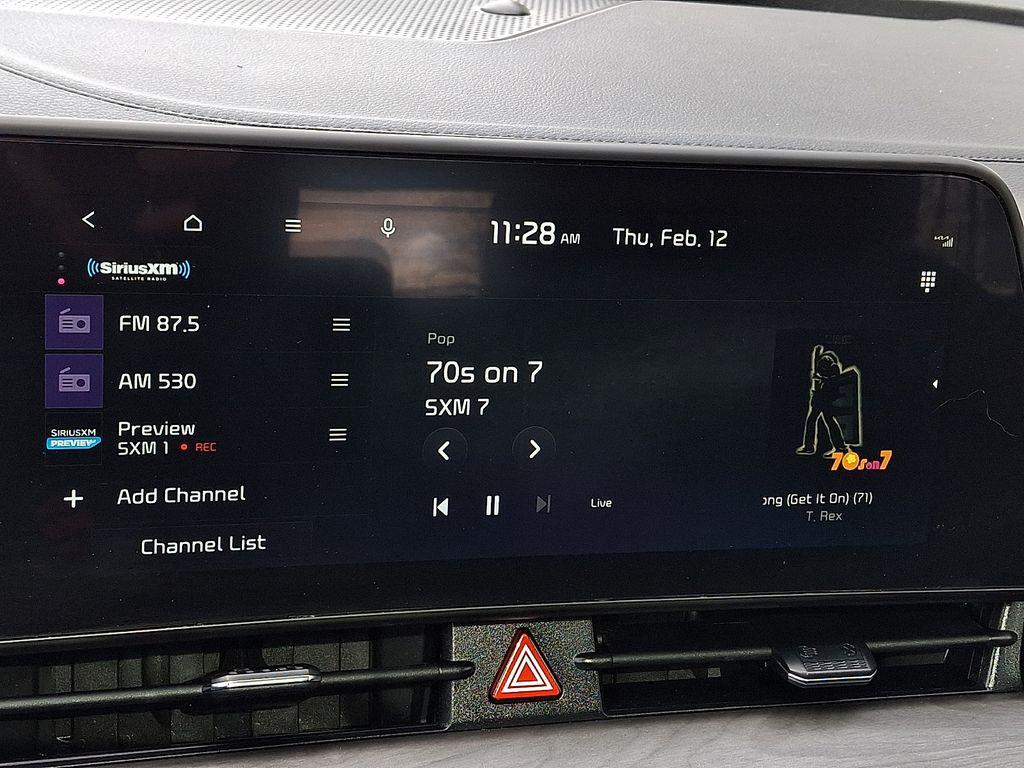 11:28 AM Thu, Feb. 12
SiriusXM
SATELLITE RADIO
FM 87.5
AM 530
SIRIUSXM
PREVIEW
Preview
SXM 1 REC
Add Channel
Channel List
Pop
70s on 7
SXM 7
Live
70s on 7
ong (Get It On) (71)
T. Rex